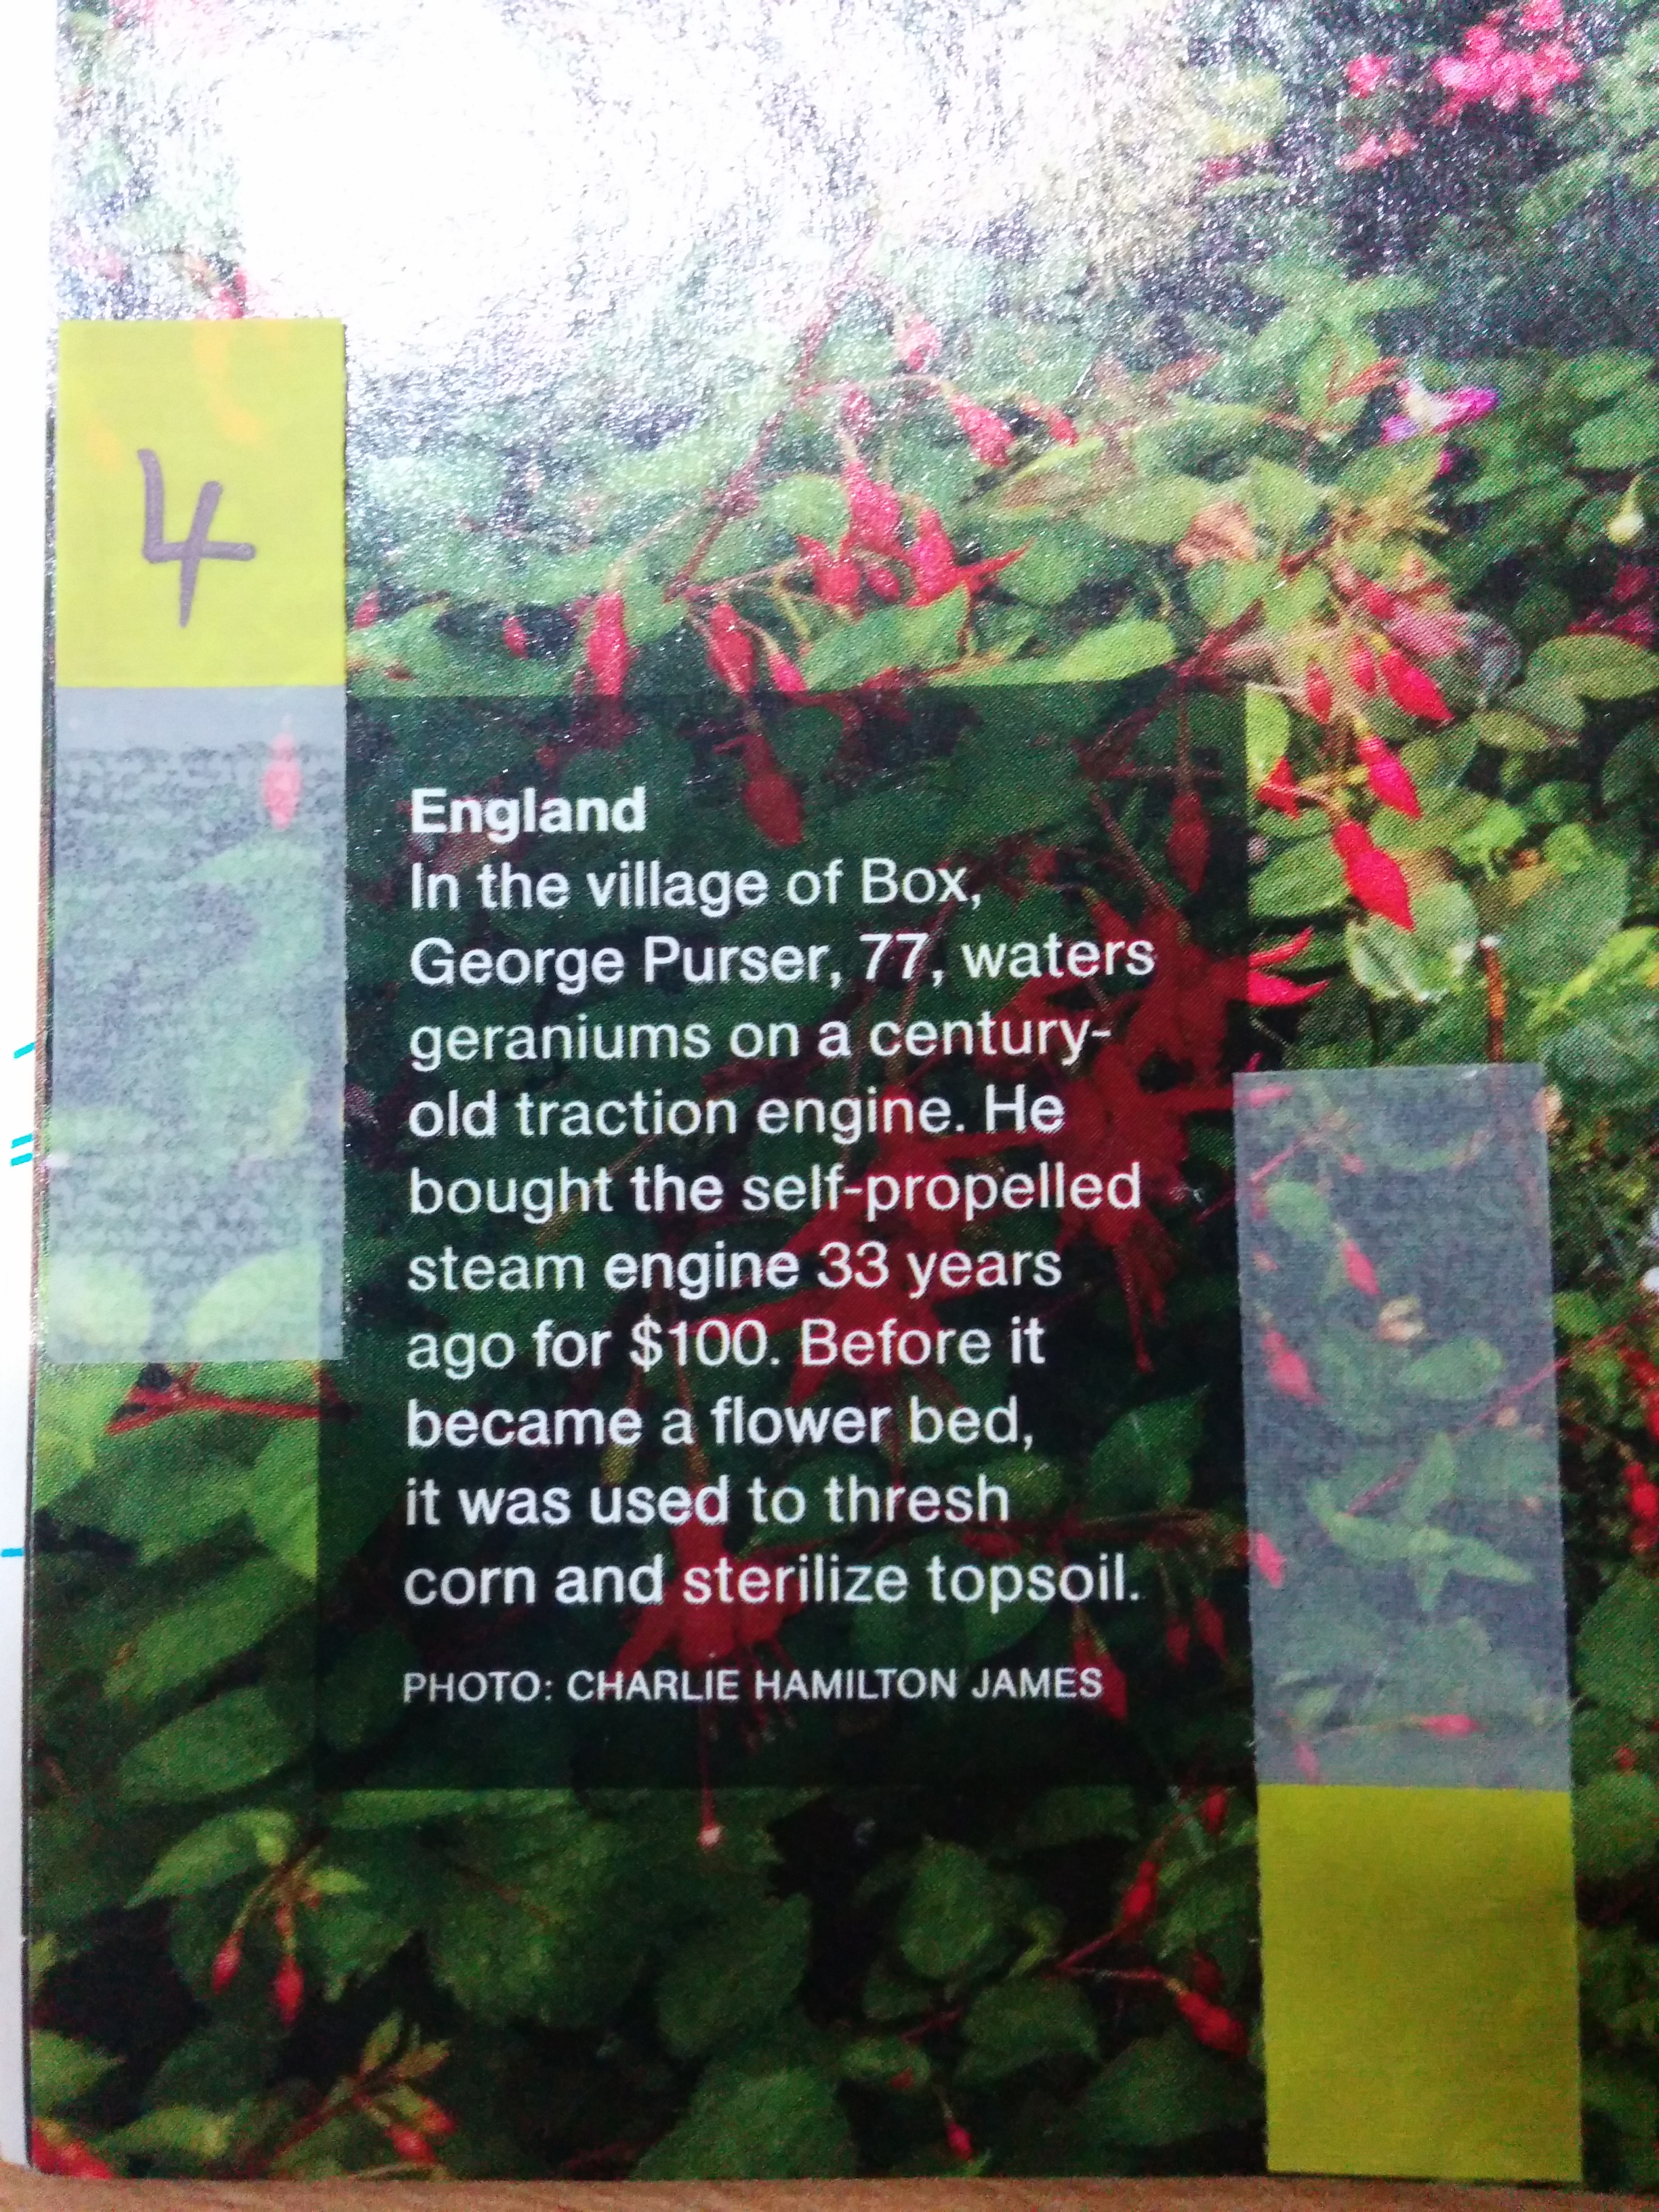 4
England
In the village of Box,
George Purser, 77, waters
geraniums on a century-
old traction engine. He
bought the self-propelled
steam engine 33 years
ago for $100. Before it
became a flower bed,
it was used to thresh
corn and sterilize topsoil.
PHOTO: CHARLIE HAMILTON JAMES